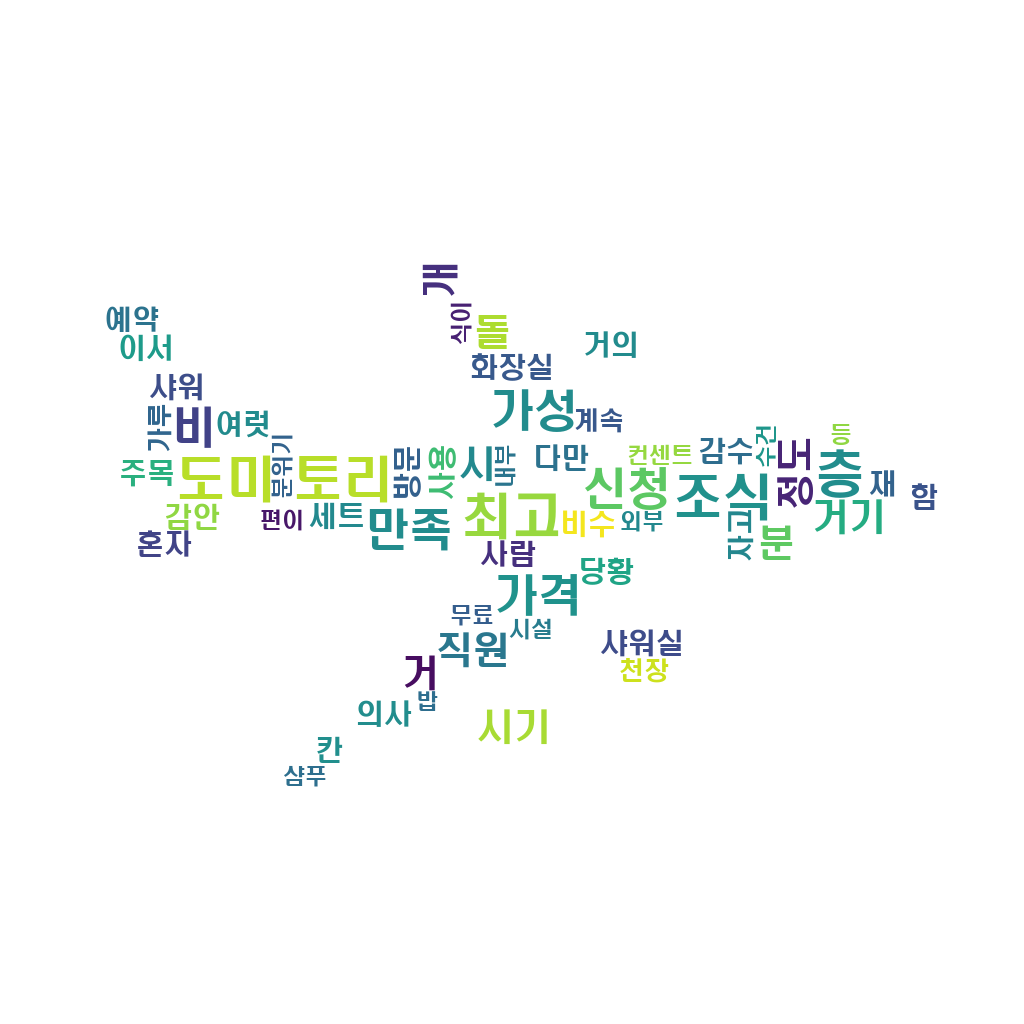 개
식이
예약
돌
이서
거의
화장실
샤워
가성
비
가루
여럿
계속
등
분위기
수건
감수
다만
컨센트
내부
시
사용
방문
도미토리
주목
정도
층
재
신청
조식
함
최고
만족
세트
편이
감안
비수
외부
거기
자고
분
혼자
사람
당황
가격
무료
시설
직원
샤워실
거
천장
밥
의사
시기
칸
샴푸